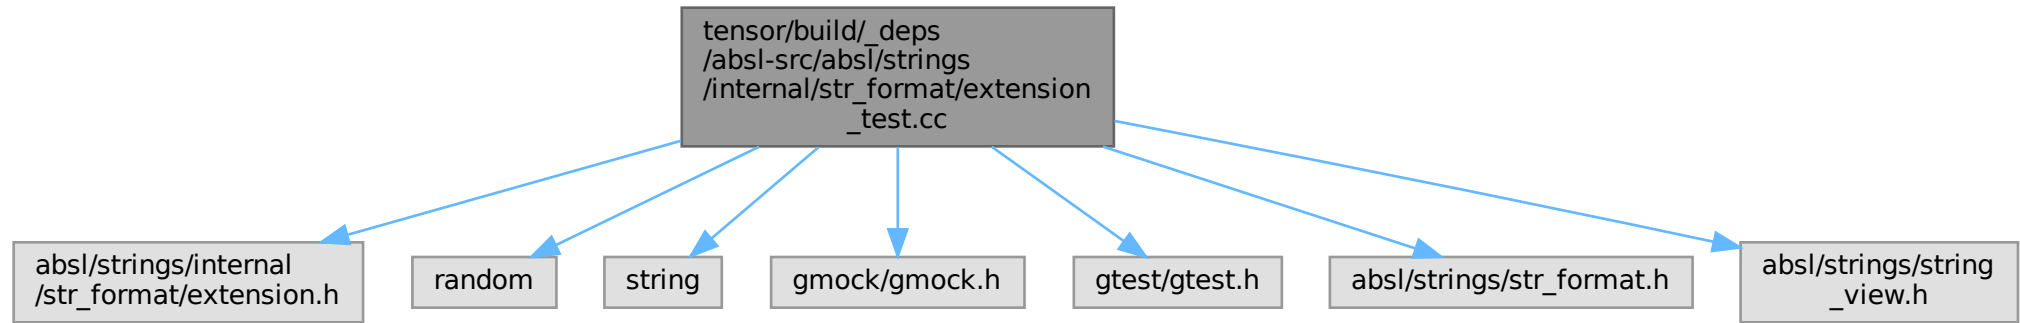 tensor/build/_deps
/absl-src/absl/strings
/internal/str_format/extension
_test.cc
absl/strings/internal
/str_format/extension.h
random
string
gmock/gmock.h
gtest/gtest.h
absl/strings/str_format.h
absl/strings/string
_view.h